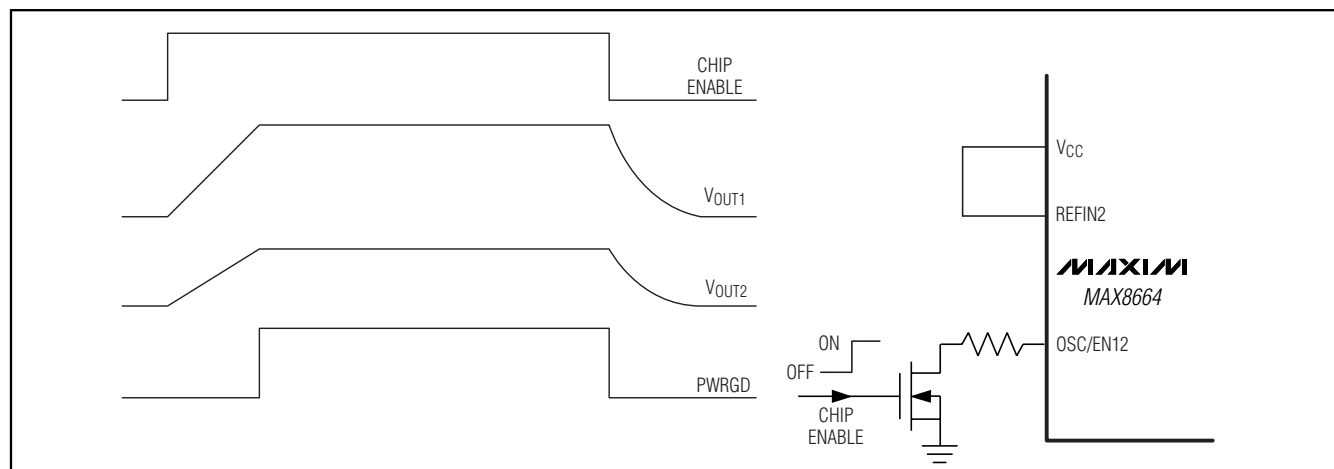 CHIP
ENABLE
VOUT1
VOUT2
PWRGD
VCC
REFIN2
MAXIM
MAX8664
OSC/EN12
ON
OFF
CHIP
ENABLE